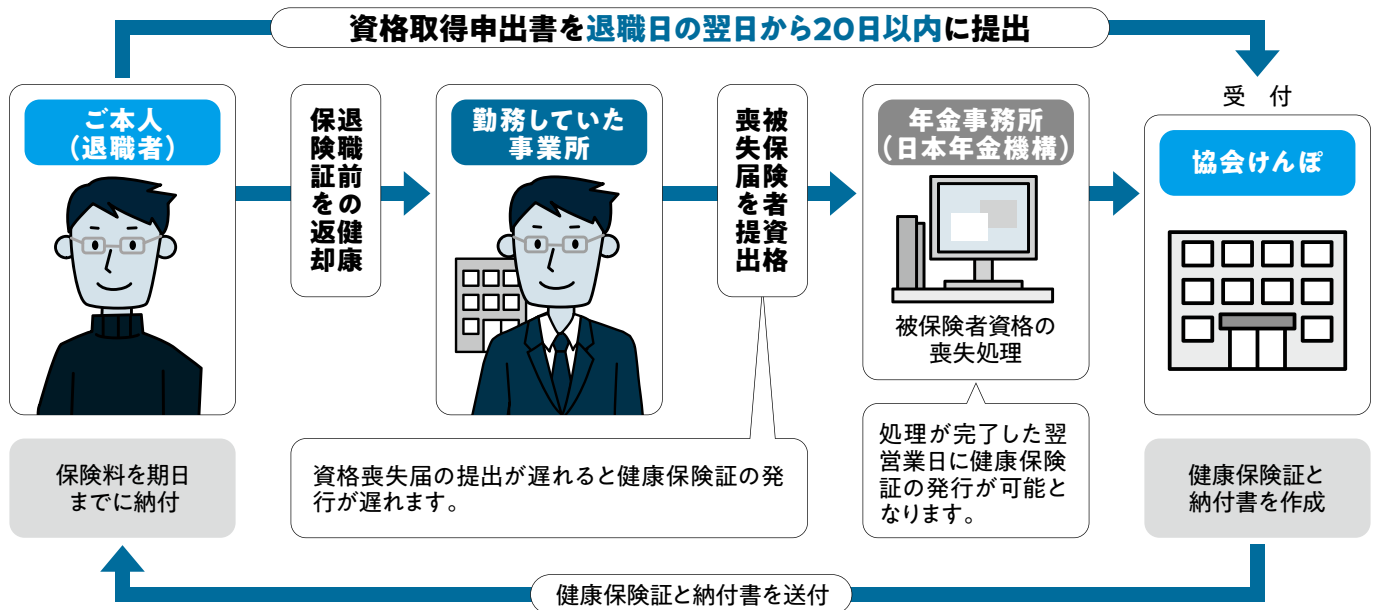 資格取得申出書を退職日の翌日から20日以内に提出
ご本人
(退職者)
退職前の健康
保険証を返却
勤務していた
事業所
被保険者資格
喪失届を提出
年金事務所
(日本年金機構)
被保険者資格の
喪失処理
受 付
協会けんぽ
保険料を期日
までに納付
資格喪失届の提出が遅れると健康保険証の発
行が遅れます。
処理が完了した翌
営業日に健康保険
証の発行が可能と
なります。
健康保険証と
納付書を作成
健康保険証と納付書を送付